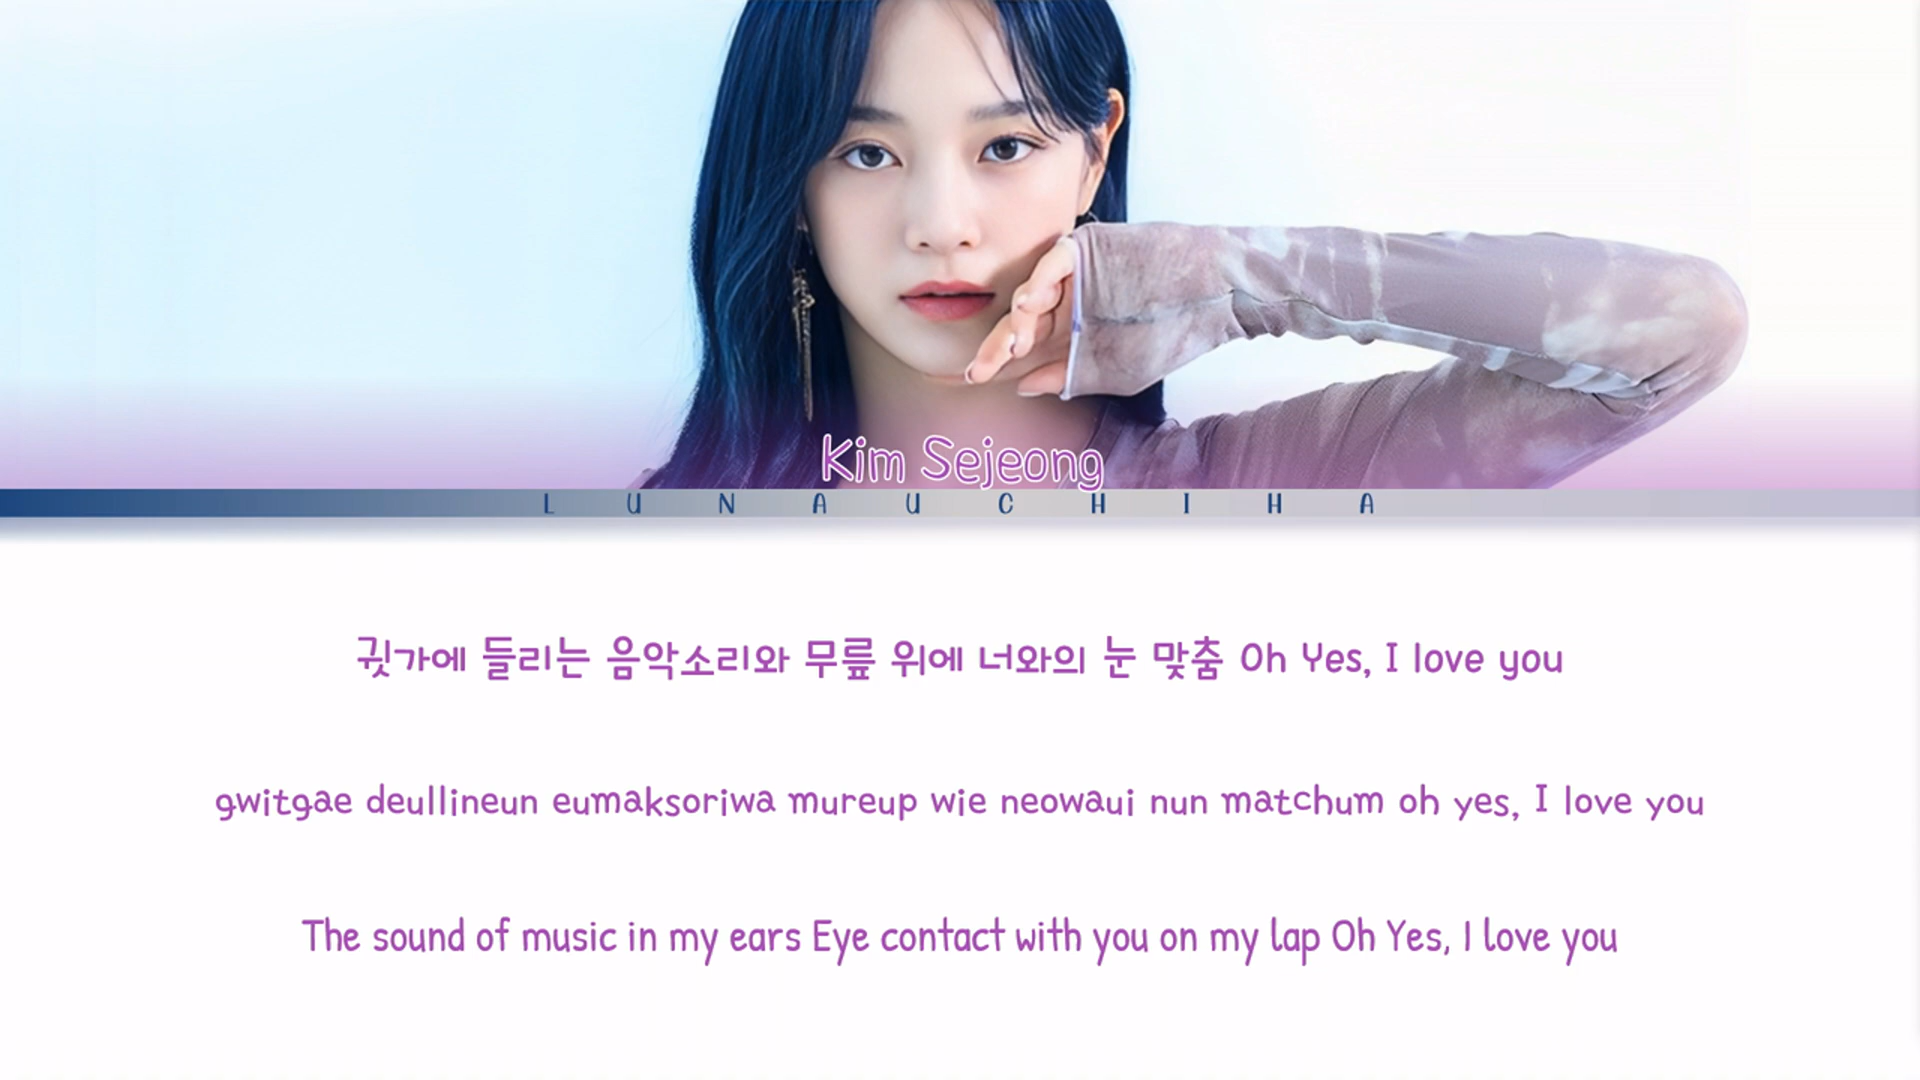 Kim Sejeong
LUNAUCHIHA
귓가에 들리는 음악소리와 무릎 위에 너와의 눈 맞춤 Oh Yes, I love you
gwitgae deullineun eumaksoriwa mureup wie neowaui nun matchum oh yes, I love you
The sound of music in my ears Eye contact with you on my lap Oh Yes, I love you